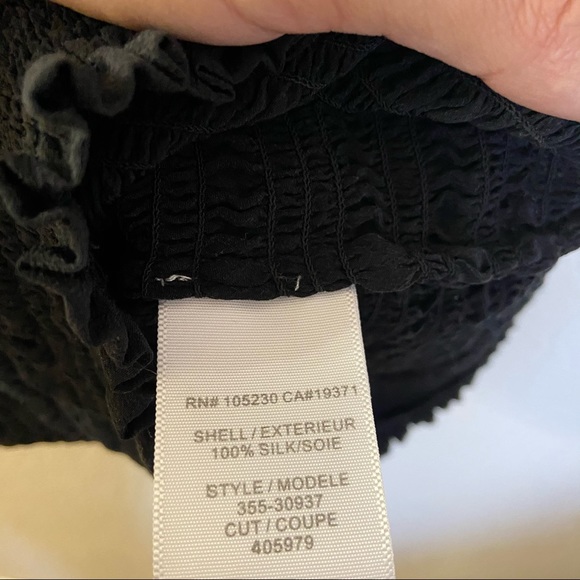 RN# 105230 CA#19371
SHELL / EXTERIEUR
100% SILK/SOIE
STYLE / MODELE
355-30937
CUT / COUPE
405979